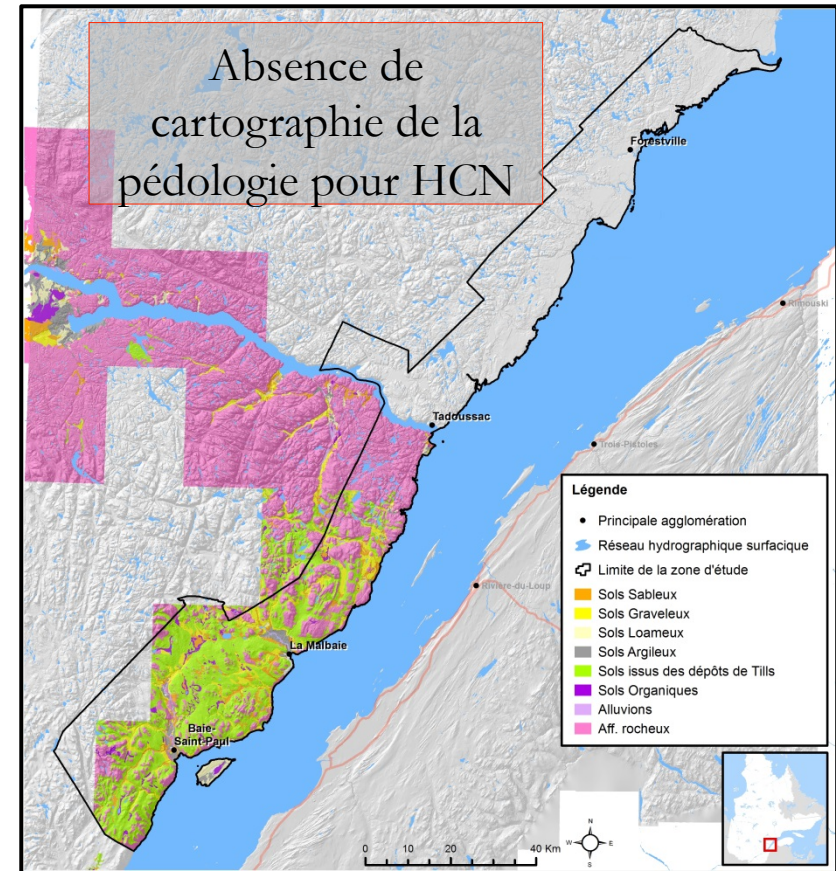 Absence de
cartographie de la
pédologie pour HCN
Forestville
Rimouski
Tadoussac
Trois-Pistoles
Rivière-du-Loup
La Malbaie
Baie-
Saint-Paul
Légende
Principale agglomération
Réseau hydrographique surfacique
Limite de la zone d'étude
Sols Sableux
Sols Graveleux
Sols Loameux
Sols Argileux
Sols issus des dépôts de Tills
Sols Organiques
Alluvions
Aff. rocheux
N
W E
S
0 10 20 40 Km